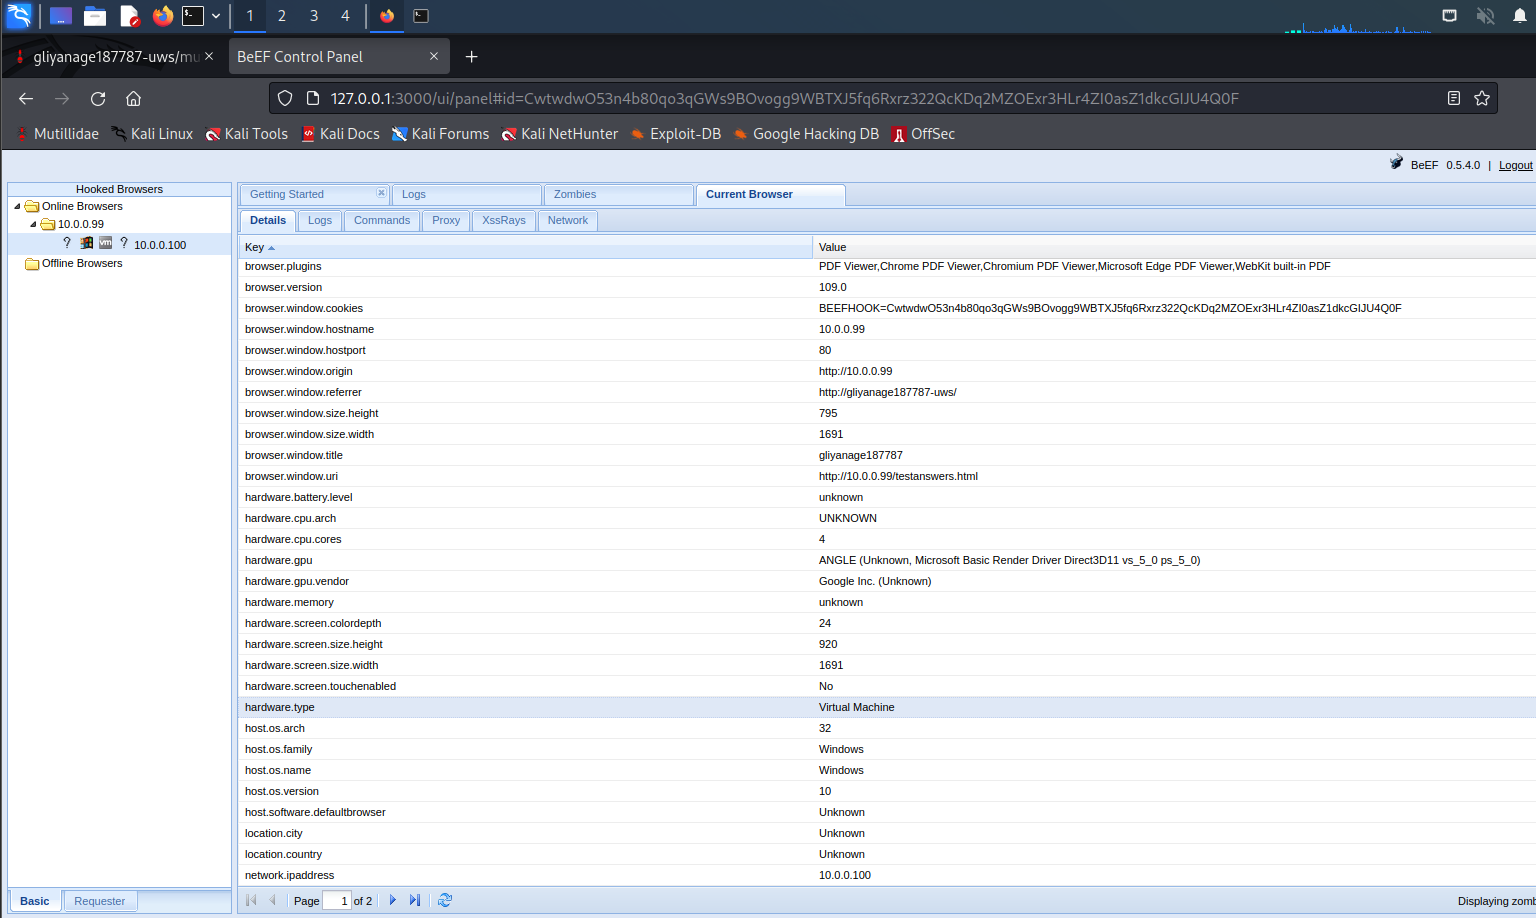 1 2 3 4
gliyanage187787-uws/mu
BeEF Control Panel
127.0.0.1:3000/ui/panel#id=CwtwdwO53n4b80qo3qGWs9BOvogg9WBTXJ5fq6Rxrz322QcKDq2MZOExr3HLr4ZI0asZ1dkcGIJU4Q0F
Mutillidae Kali Linux Kali Tools Kali Docs Kali Forums Kali NetHunter Exploit-DB Google Hacking DB OffSec
BeEF 0.5.4.0 | Logout
Hooked Browsers
Online Browsers
10.0.0.99
? vm ? 10.0.0.100
Offline Browsers
Getting Started Logs Zombies Current Browser
Details Logs Commands Proxy XssRays Network
Key Value
browser.plugins PDF Viewer,Chrome PDF Viewer,Chromium PDF Viewer,Microsoft Edge PDF Viewer,WebKit built-in PDF
browser.version 109.0
browser.window.cookies BEEFHOOK=CwtwdwO53n4b80qo3qGWs9BOvogg9WBTXJ5fq6Rxrz322QcKDq2MZOExr3HLr4ZI0asZ1dkcGIJU4Q0F
browser.window.hostname 10.0.0.99
browser.window.hostport 80
browser.window.origin http://10.0.0.99
browser.window.referrer http://gliyanage187787-uws/
browser.window.size.height 795
browser.window.size.width 1691
browser.window.title gliyanage187787
browser.window.uri http://10.0.0.99/testanswers.html
hardware.battery.level unknown
hardware.cpu.arch UNKNOWN
hardware.cpu.cores 4
hardware.gpu ANGLE (Unknown, Microsoft Basic Render Driver Direct3D11 vs_5_0 ps_5_0)
hardware.gpu.vendor Google Inc. (Unknown)
hardware.memory unknown
hardware.screen.colordepth 24
hardware.screen.size.height 920
hardware.screen.size.width 1691
hardware.screen.touchenabled No
hardware.type Virtual Machine
host.os.arch 32
host.os.family Windows
host.os.name Windows
host.os.version 10
host.software.defaultbrowser Unknown
location.city Unknown
location.country Unknown
network.ipaddress 10.0.0.100
Basic Requester
Page 1 of 2
Displaying zomb